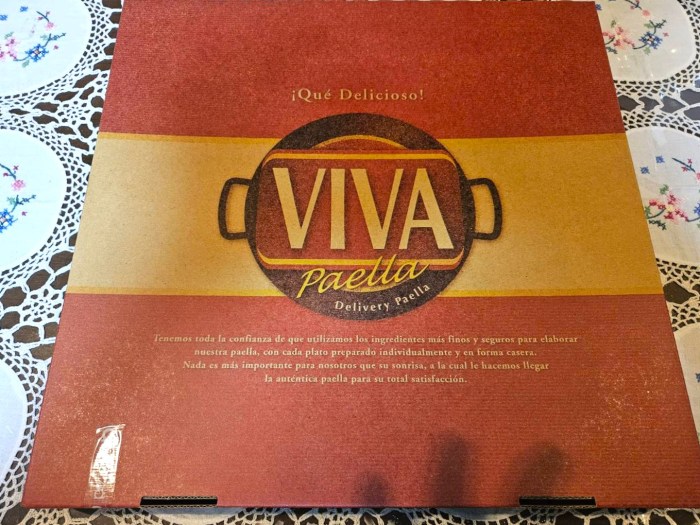 ¡Qué Delicioso!
VIVA
Paella
Delivery Paella
Tenemos toda la confianza de que utilizamos los ingredientes más finos y seguros para elaborar
nuestra paella, con cada plato preparado individualmente y en forma casera.
Nada es más importante para nosotros que su sonrisa, a la cual le hacemos llegar
la auténtica paella para su total satisfacción.